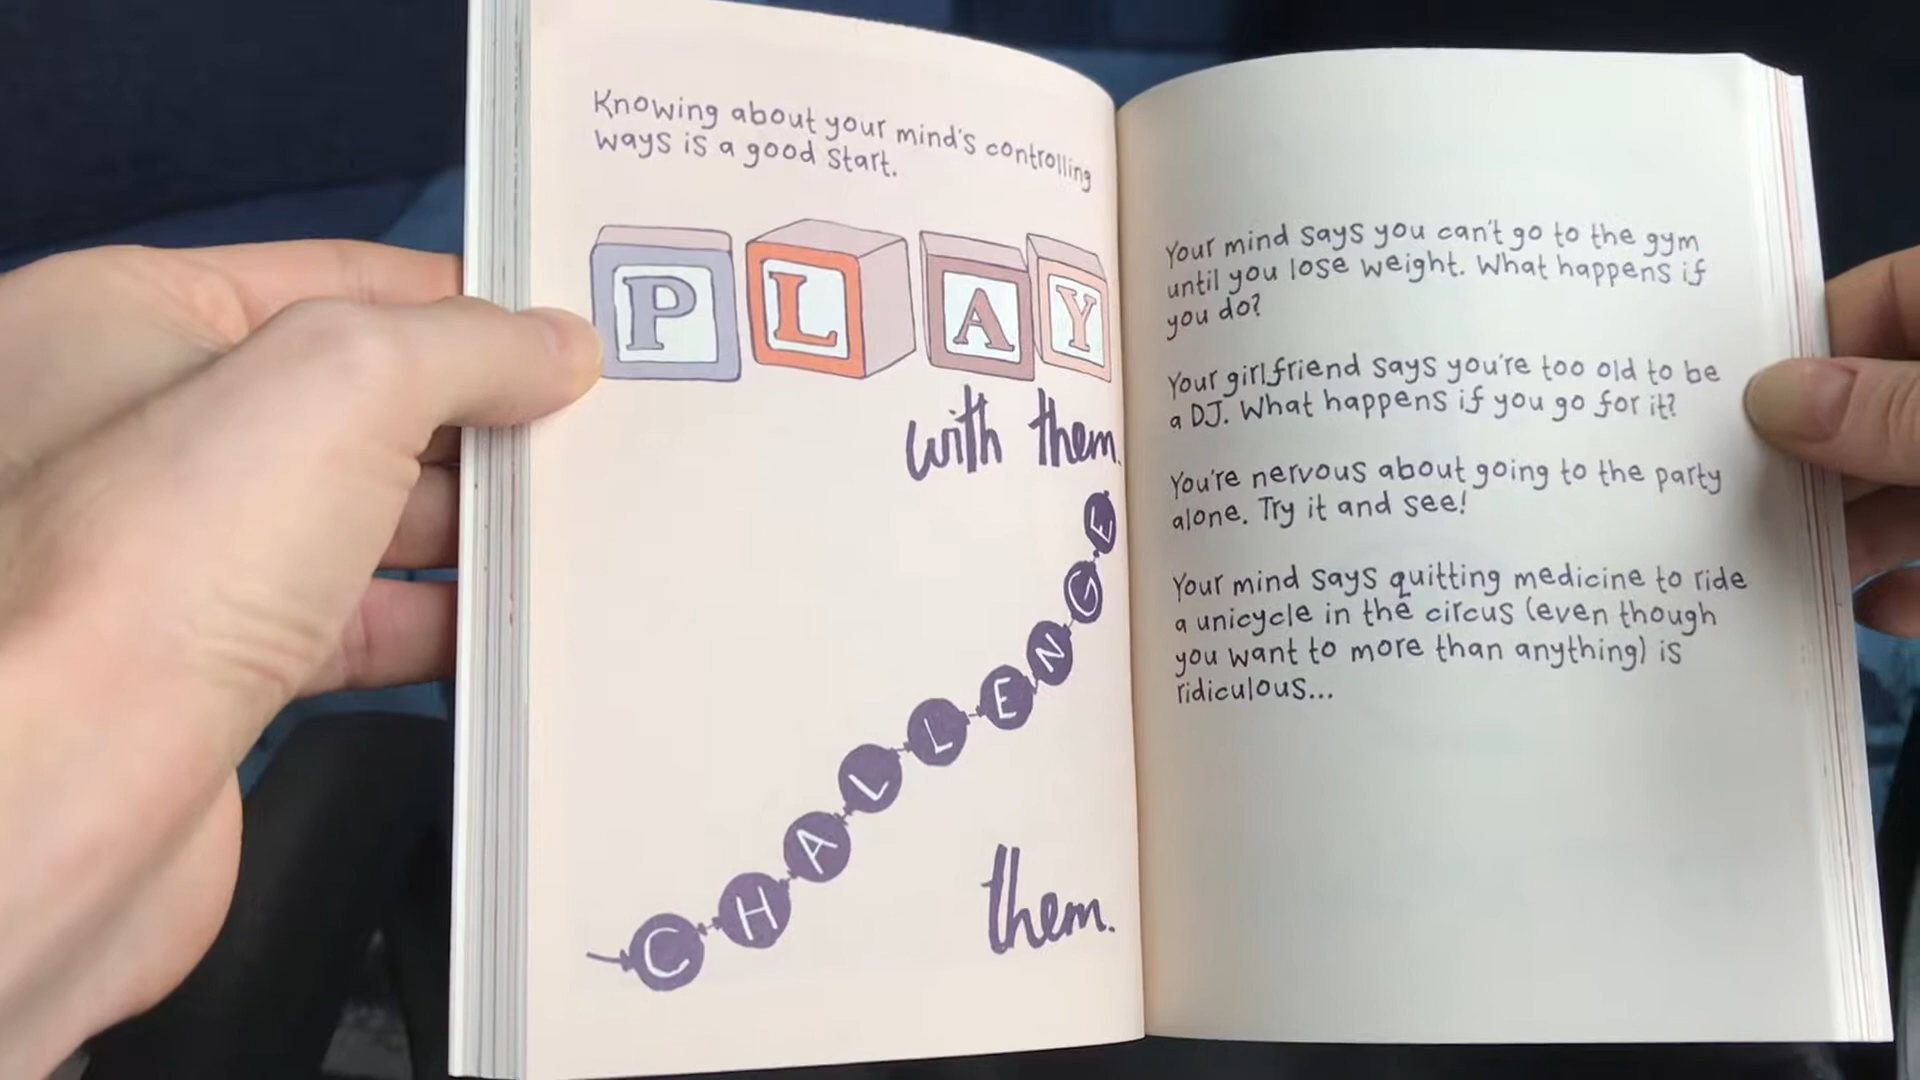 Knowing about your mind's controlling
ways is a good start.
PLAY
with them.
CHALLENGE
them.
Your mind says you can't go to the gym
until you lose weight. What happens if
you do?
Your girlfriend says you're too old to be
a DJ. What happens if you go for it?
You're nervous about going to the party
alone. Try it and see!
Your mind says quitting medicine to ride
a unicycle in the circus (even though
you want to more than anything) is
ridiculous...